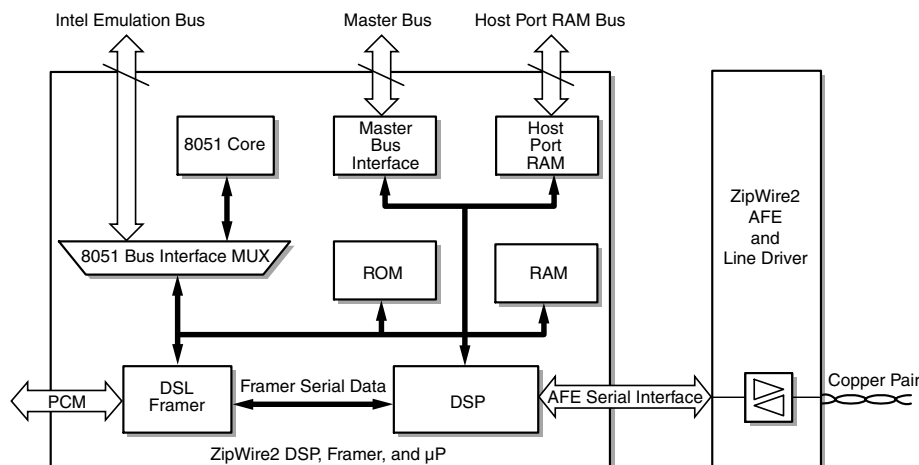 Intel Emulation Bus
Master Bus
Host Port RAM Bus
8051 Core
Master
Bus
Interface
Host
Port
RAM
ZipWire2
AFE
and
Line Driver
8051 Bus Interface MUX
ROM
RAM
PCM
DSL
Framer
Framer Serial Data
DSP
AFE Serial Interface
Copper Pair
ZipWire2 DSP, Framer, and µP